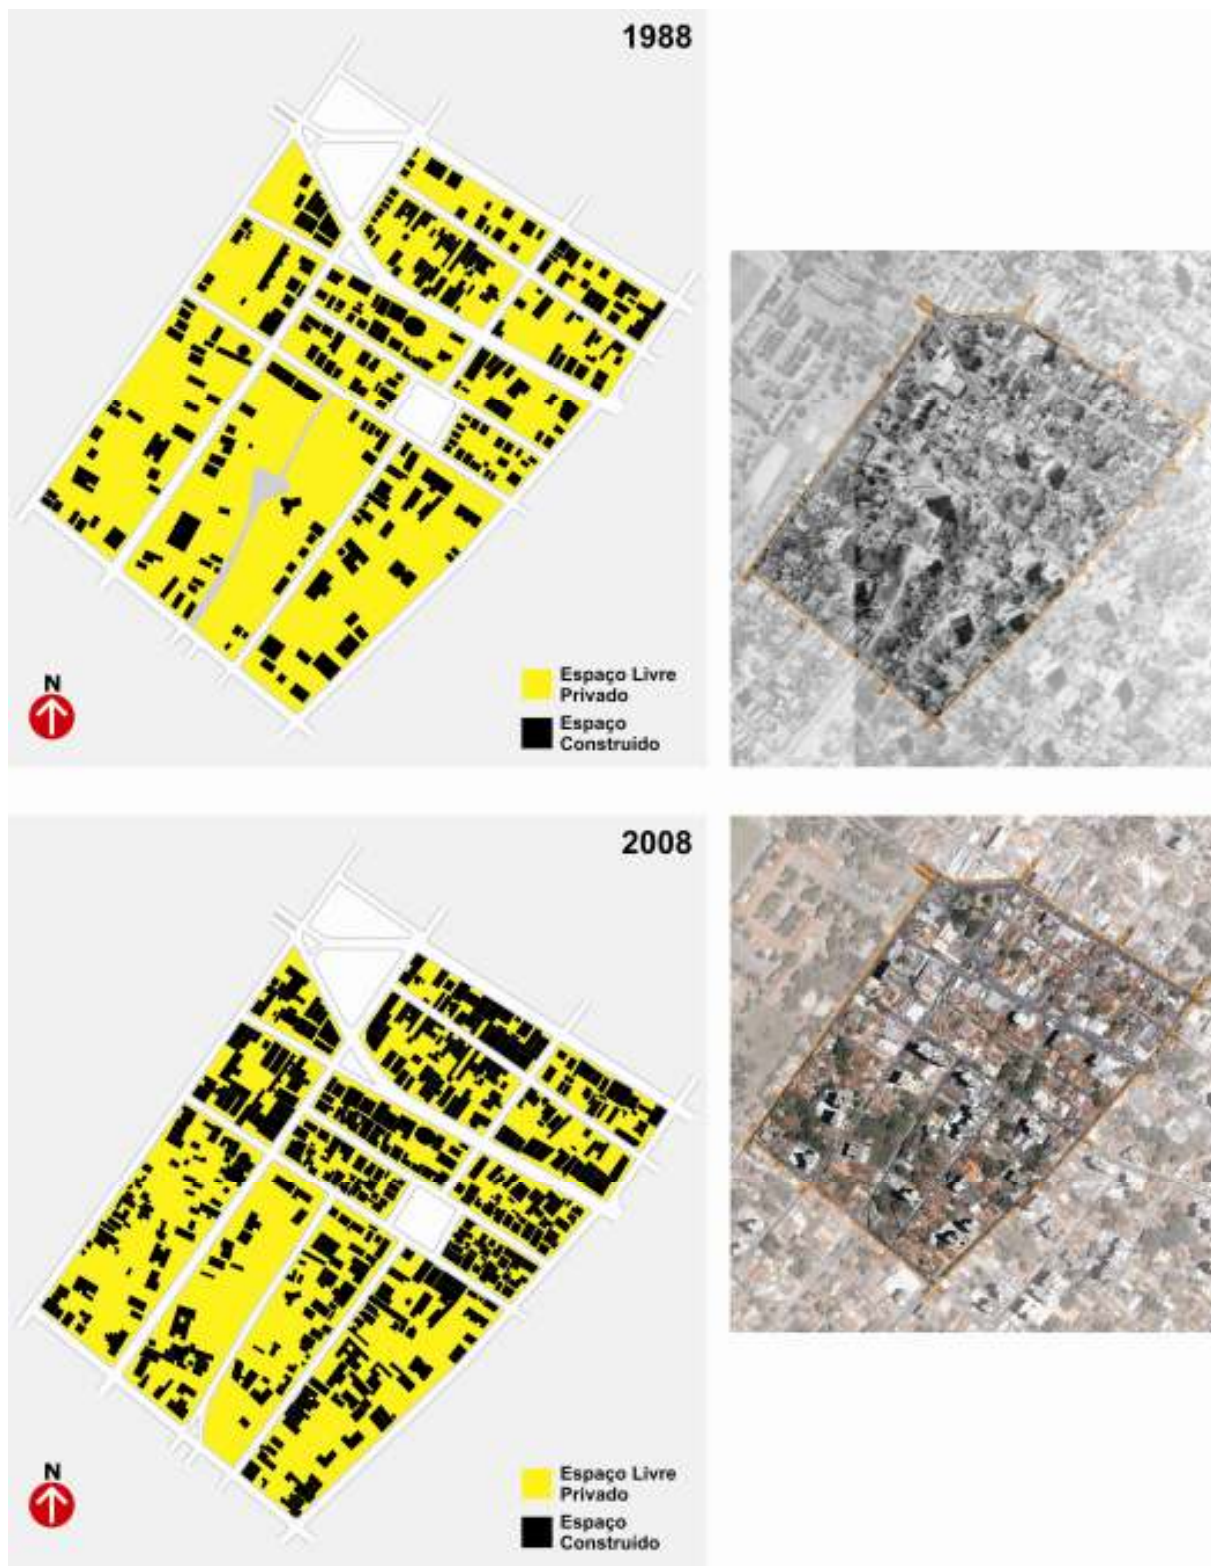 1988
N
Espaço Livre
Privado
Espaço
Construido
2008
N
Espaço Livre
Privado
Espaço
Construido